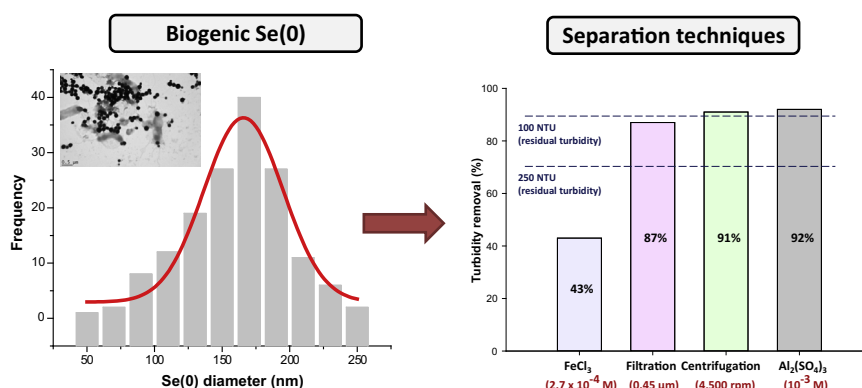 Biogenic Se(0)
Separation techniques
Frequency
40
30
20
10
0
50
100
150
200
250
Se(0) diameter (nm)
Turbidity removal (%)
100
80
60
40
20
0
100 NTU
(residual turbidity)
250 NTU
(residual turbidity)
43%
87%
91%
92%
FeCl₃ Filtration Centrifugation Al₂(SO₄)₃
(2.7 x 10⁻⁴ M) (0.45 um) (4,500 rpm) (10⁻³ M)